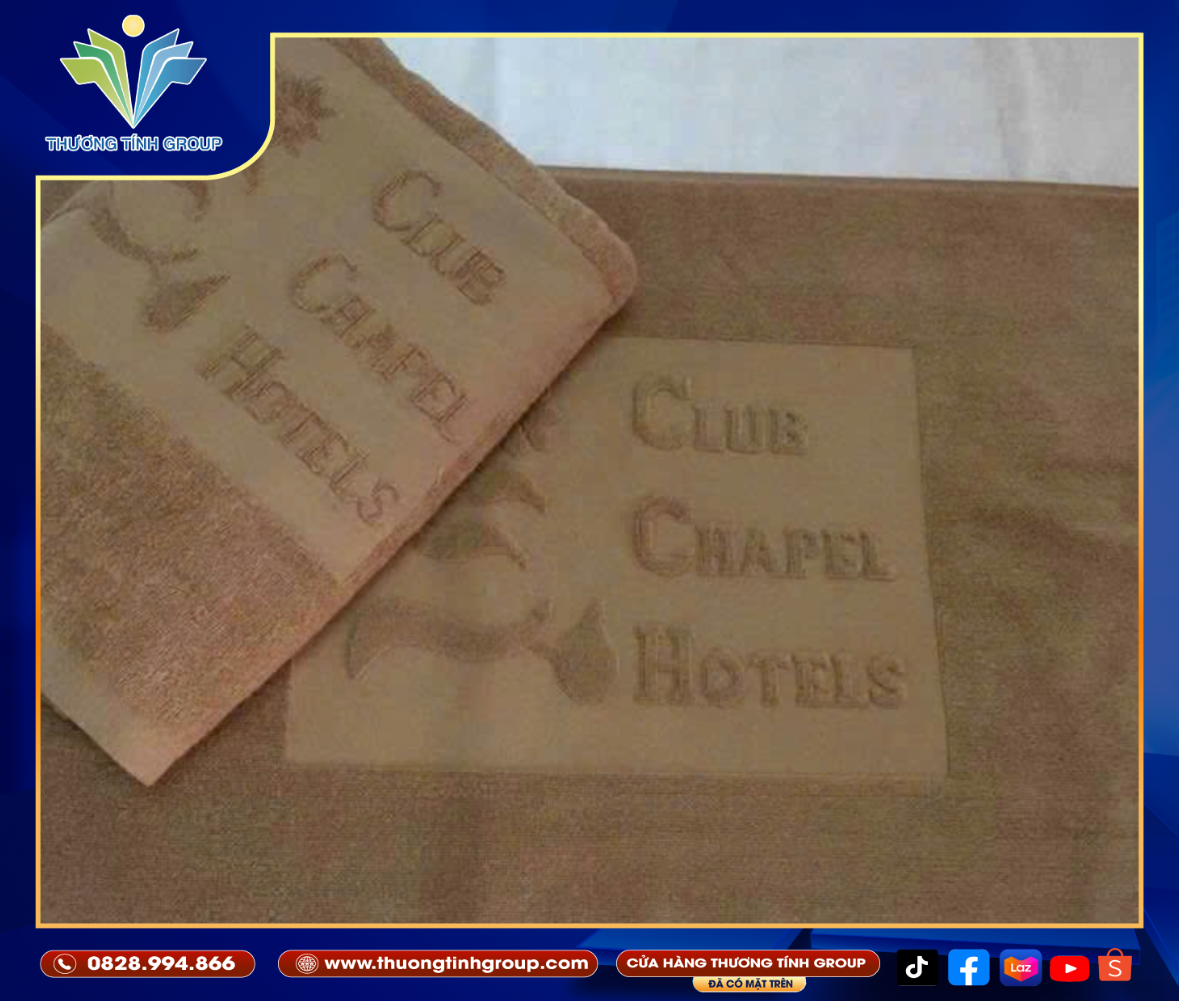 THƯƠNG TÍNH GROUP
CLUB
CHAPEL
HOTELS
CLUB
CHAPEL
HOTELS
0828.994.866
www.thuongtinhgroup.com
CỬA HÀNG THƯƠNG TÍNH GROUP
ĐÃ CÓ MẶT TRÊN
Laz